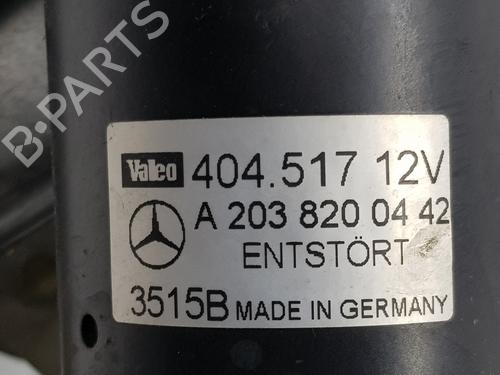 B-PARTS
Valeo 404.517 12V
A 203 820 04 42
ENTSTÖRT
3515B MADE IN GERMANY